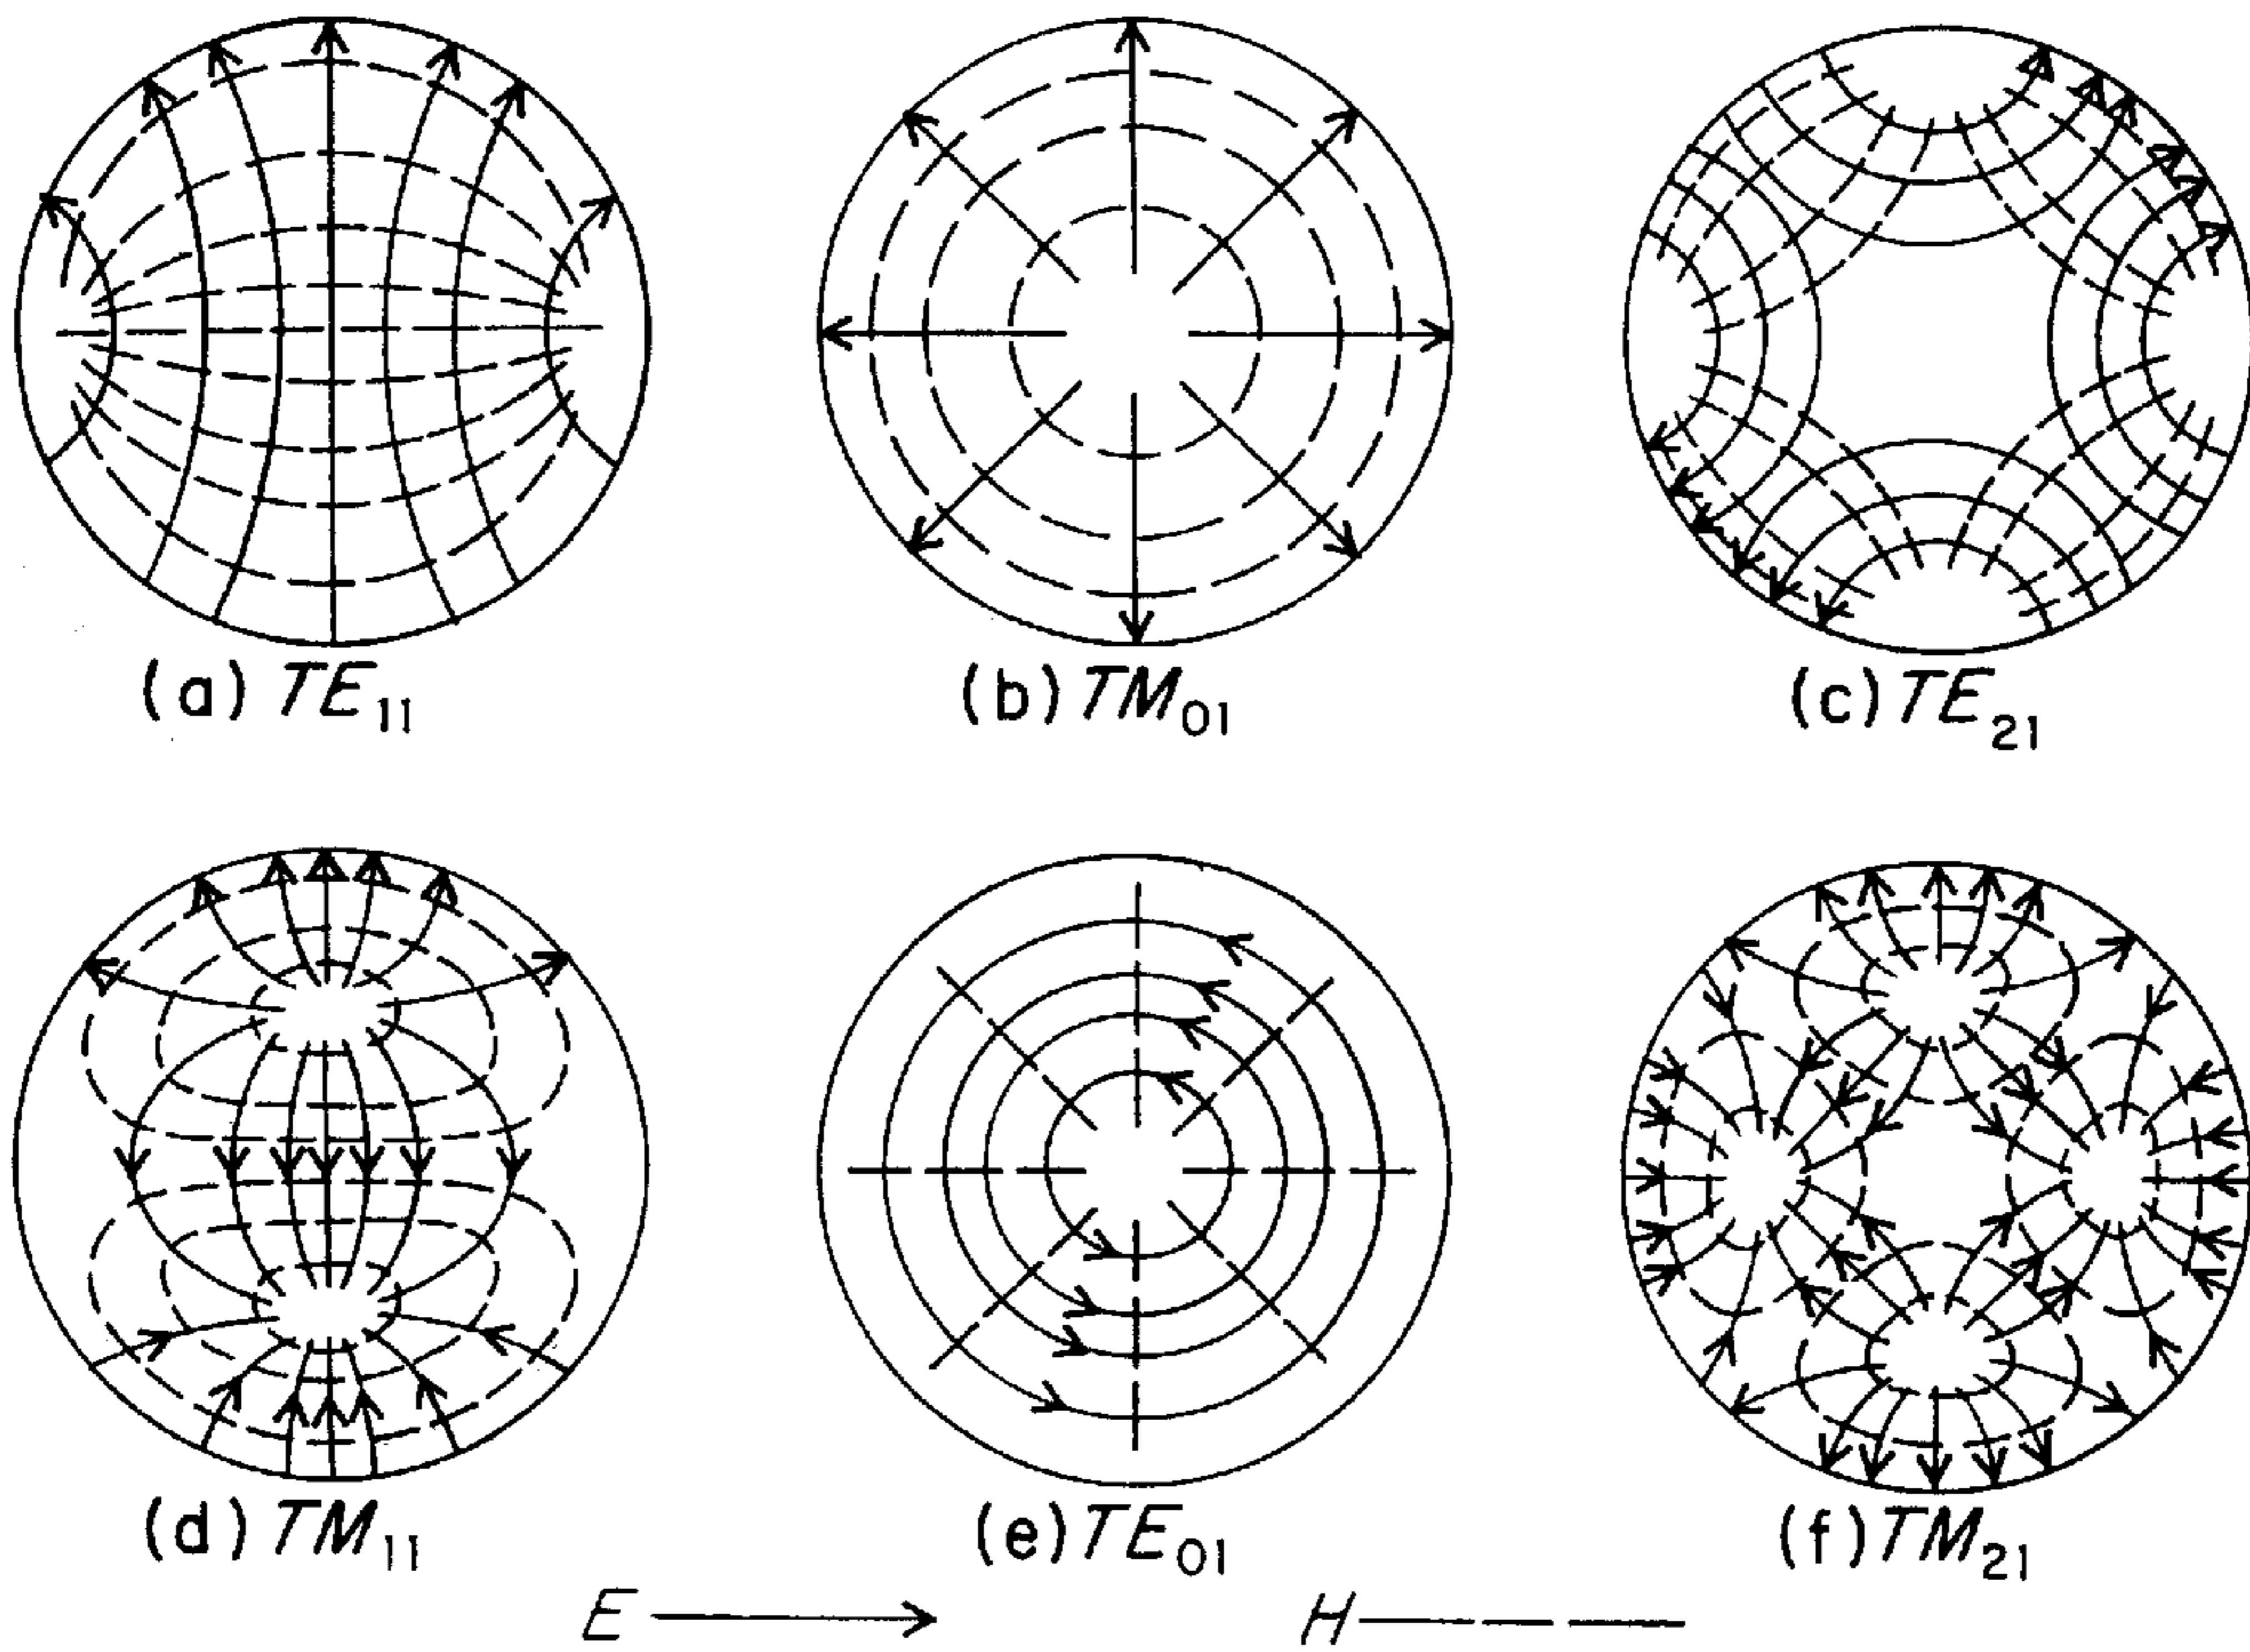 (a) TE₁₁
(b) TM₀₁
(c) TE₂₁
(d) TM₁₁
(e) TE₀₁
(f) TM₂₁
E
H